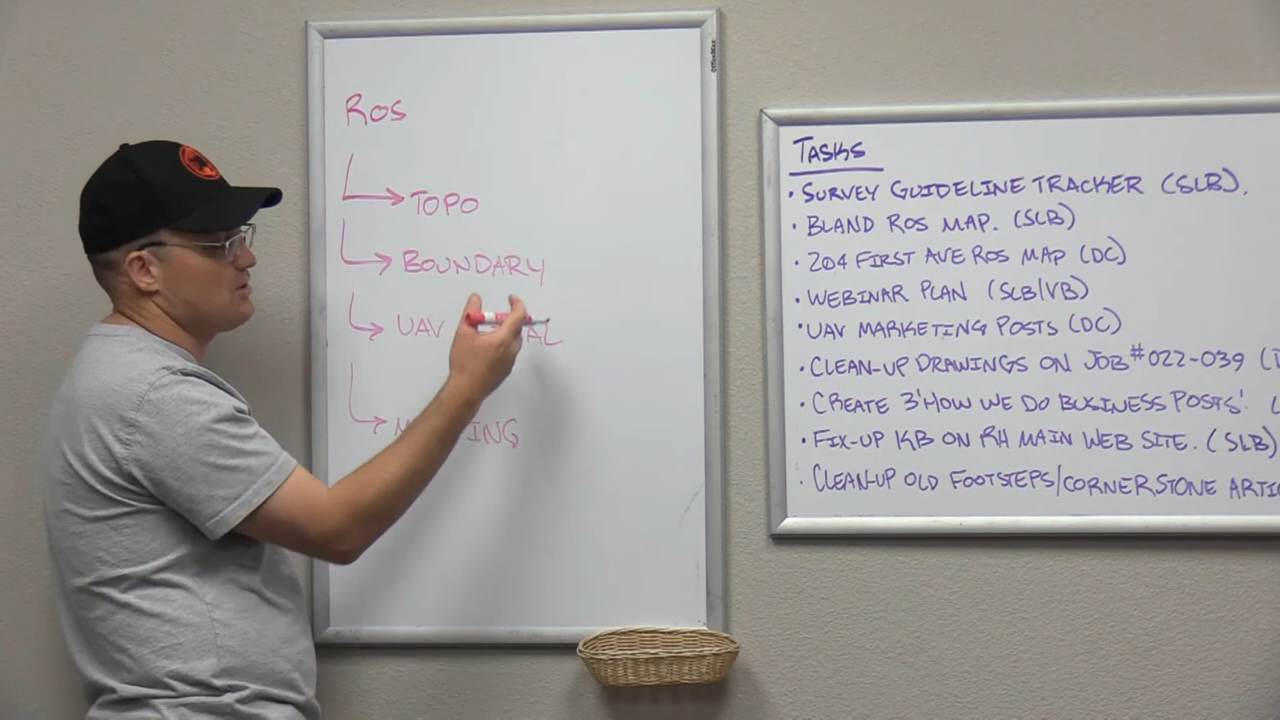 OfficeMax
ROS
TOPO
BOUNDARY
UAV
TASKS
• SURVEY GUIDELINE TRACKER (SLB).
• BLAND ROS MAP. (SLB)
• 204 FIRST AVE ROS MAP (DC)
• WEBINAR PLAN (SLB/VB)
• UAV MARKETING POSTS (DC)
• CLEAN-UP DRAWINGS ON JOB #022-039
• CREATE 3 'HOW WE DO BUSINESS POSTS'.
• FIX-UP KB ON RH MAIN WEB SITE. (SLB)
• CLEAN-UP OLD FOOTSTEPS/CORNERSTONE